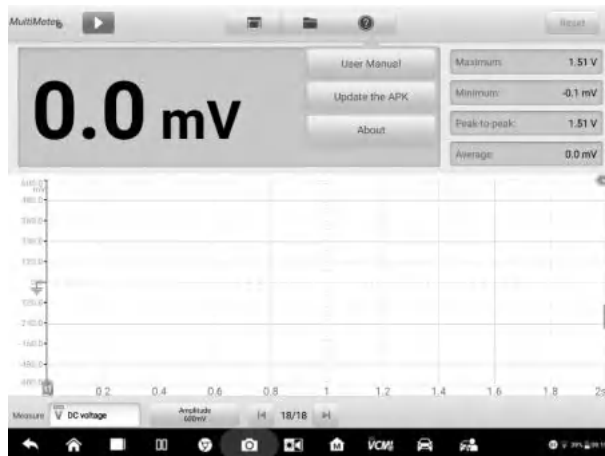 MultiMeter
Reset
0.0 mV
User Manual
Update the APK
About
Maximum: 1.51 V
Minimum: -0.1 mV
Peak-to-peak: 1.51 V
Average: 0.0 mV
mV
0.2 0.4 0.6 0.8 1 1.2 1.4 1.6 1.8 2s
Measure DC voltage Amplitude 600mV 18/18
VCMI